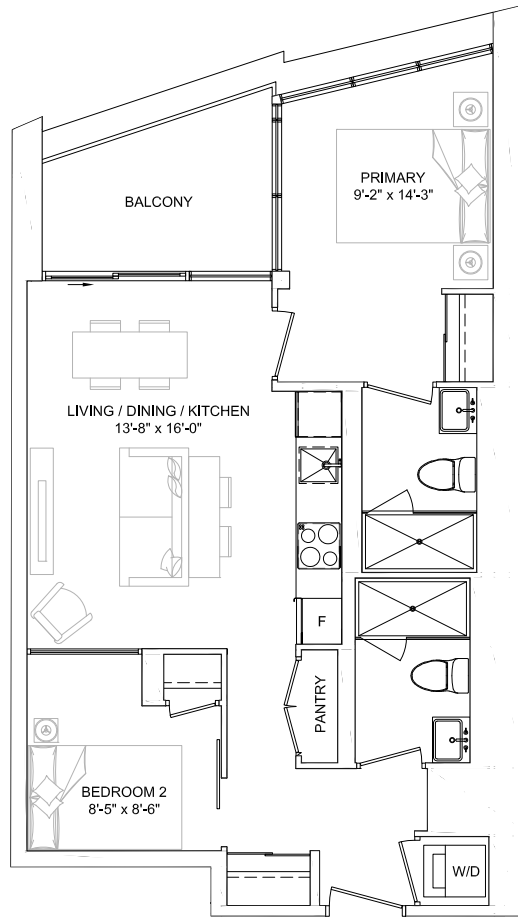 PRIMARY
9'-2" x 14'-3"
BALCONY
LIVING / DINING / KITCHEN
13'-8" x 16'-0"
F
PANTRY
BEDROOM 2
8'-5" x 8'-6"
W/D